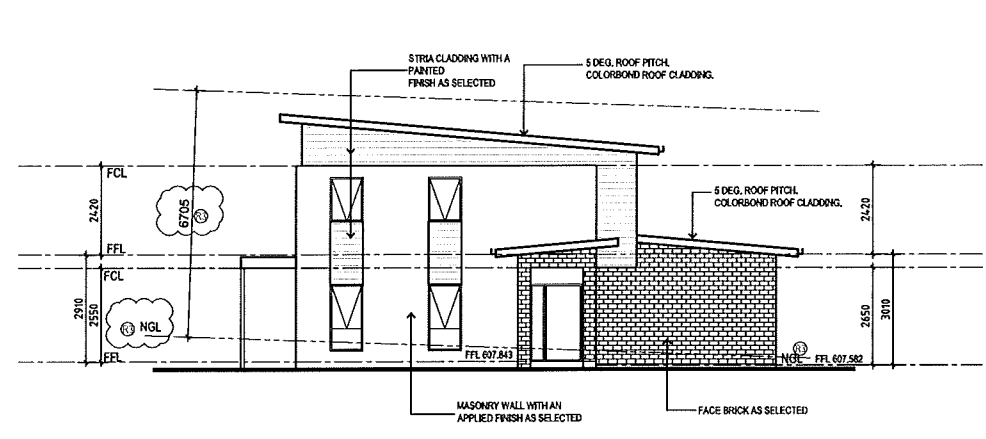 STRIA CLADDING WITH A
PAINTED
FINISH AS SELECTED
5 DEG. ROOF PITCH.
COLORBOND ROOF CLADDING.
FCL
2420
6705
R3
5 DEG. ROOF PITCH.
COLORBOND ROOF CLADDING.
2420
FFL
FCL
2910
2550
R3 NGL
FFL
FFL 607.843
2650
3010
R3
NGL
FFL 607.582
MASONRY WALL WITH AN
APPLIED FINISH AS SELECTED
FACE BRICK AS SELECTED